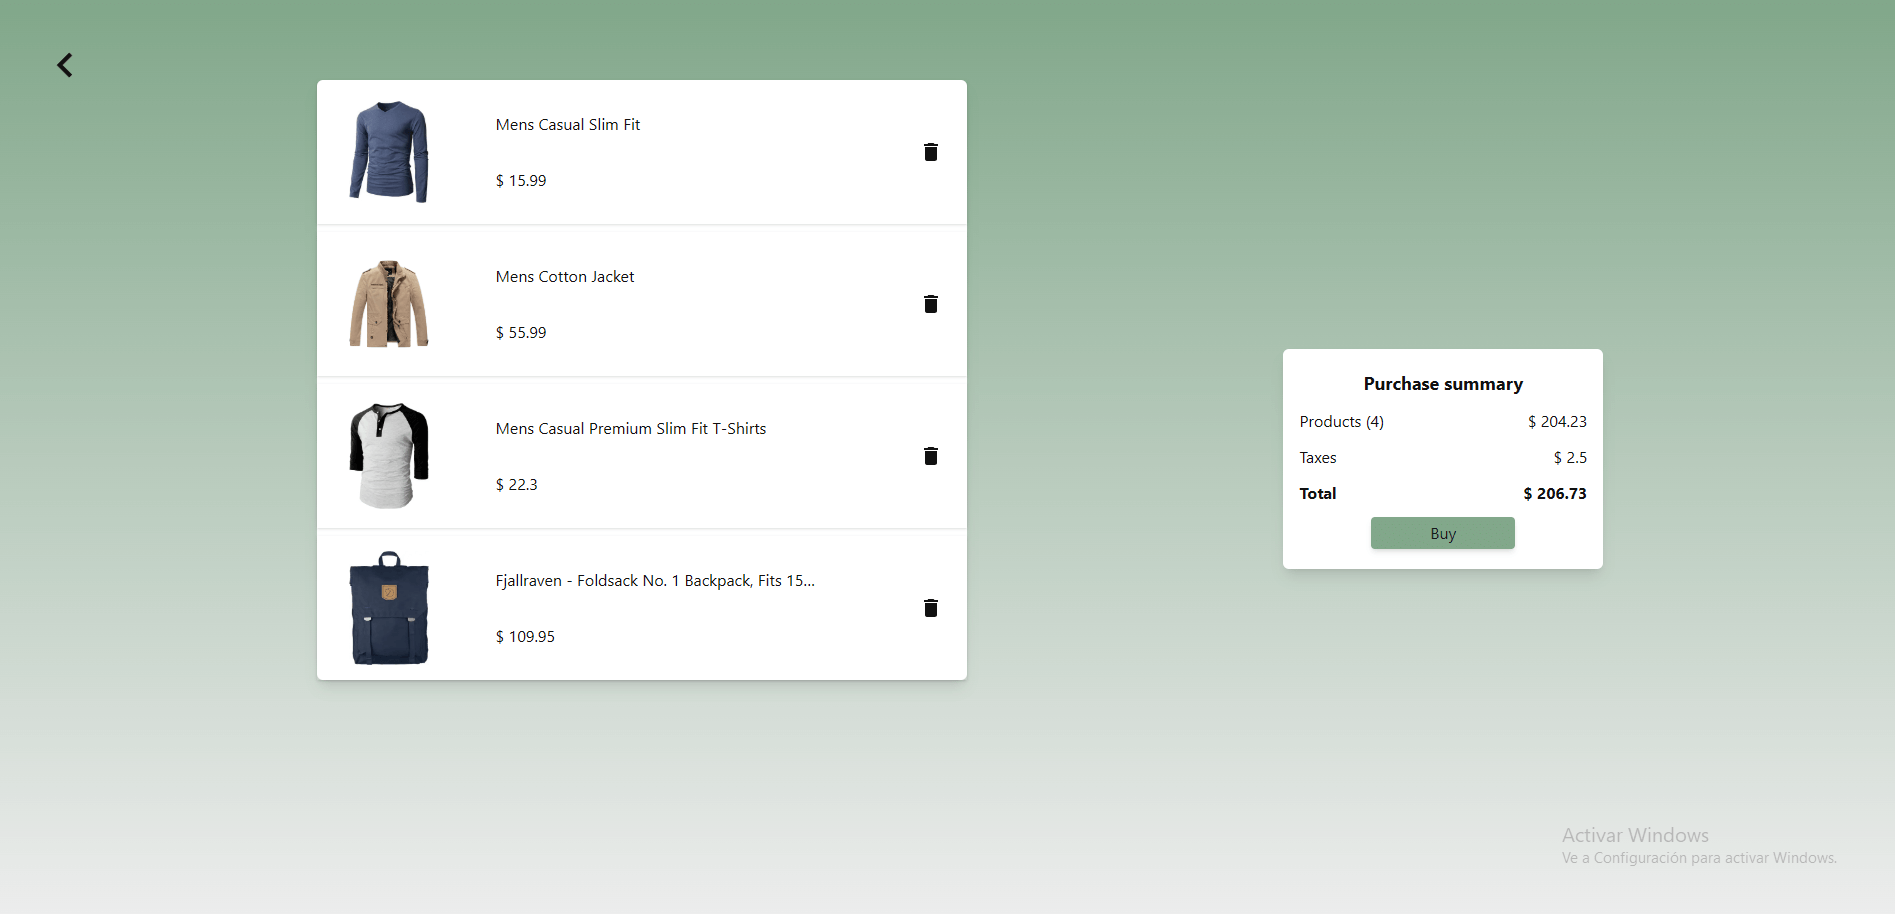 Mens Casual Slim Fit
$ 15.99
Mens Cotton Jacket
$ 55.99
Mens Casual Premium Slim Fit T-Shirts
$ 22.3
Fjallraven - Foldsack No. 1 Backpack, Fits 15...
$ 109.95
Purchase summary
Products (4) $ 204.23
Taxes $ 2.5
Total $ 206.73
Buy
Activar Windows
Ve a Configuración para activar Windows.